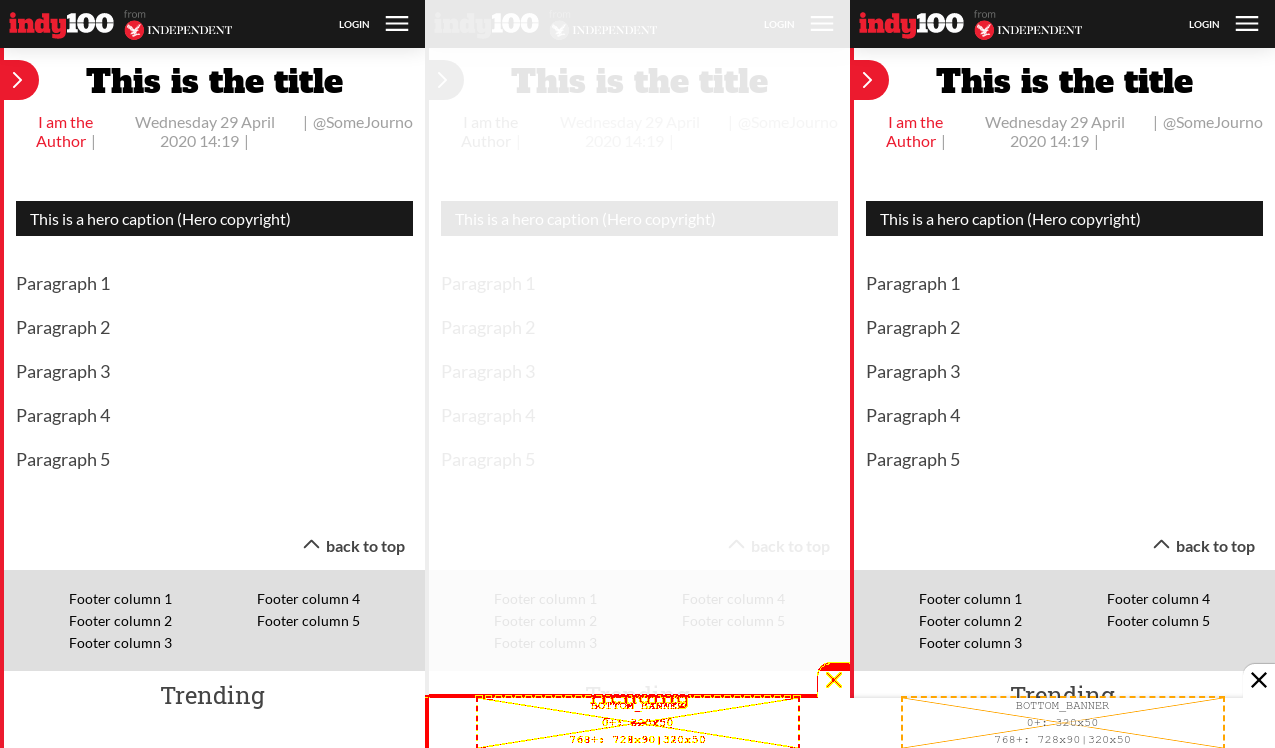 indy100 from INDEPENDENT LOGIN
This is the title
I am the Author | Wednesday 29 April 2020 14:19 | | @SomeJourno
This is a hero caption (Hero copyright)
Paragraph 1
Paragraph 2
Paragraph 3
Paragraph 4
Paragraph 5
back to top
Footer column 1
Footer column 2
Footer column 3
Footer column 4
Footer column 5
Trending
indy100 from INDEPENDENT LOGIN
This is the title
I am the Author | Wednesday 29 April 2020 14:19 | | @SomeJourno
This is a hero caption (Hero copyright)
Paragraph 1
Paragraph 2
Paragraph 3
Paragraph 4
Paragraph 5
back to top
Footer column 1
Footer column 2
Footer column 3
Footer column 4
Footer column 5
Trending
BOTTOM_BANNER
0+: 320x50
768+: 728x90|320x50
indy100 from INDEPENDENT LOGIN
This is the title
I am the Author | Wednesday 29 April 2020 14:19 | | @SomeJourno
This is a hero caption (Hero copyright)
Paragraph 1
Paragraph 2
Paragraph 3
Paragraph 4
Paragraph 5
back to top
Footer column 1
Footer column 2
Footer column 3
Footer column 4
Footer column 5
Trending
BOTTOM_BANNER
0+: 320x50
768+: 728x90|320x50